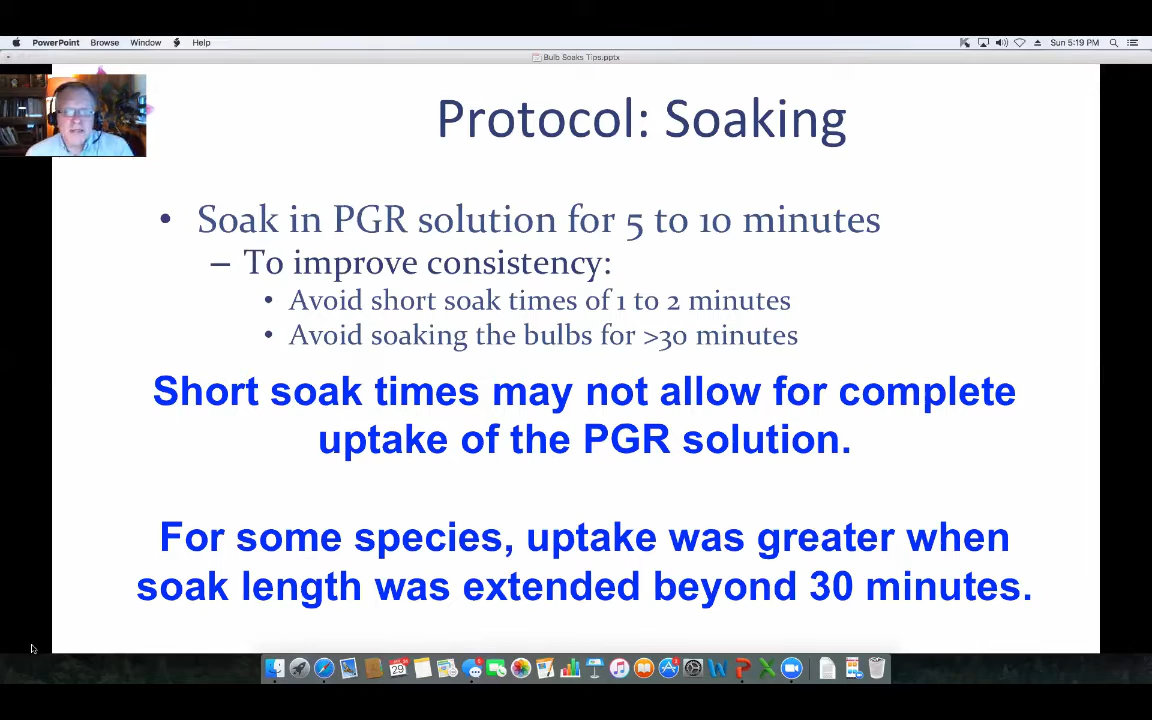 PowerPoint Browse Window Help
Sun 5:19 PM
Bulb Soaks Tips.pptx
Protocol: Soaking
• Soak in PGR solution for 5 to 10 minutes
– To improve consistency:
• Avoid short soak times of 1 to 2 minutes
• Avoid soaking the bulbs for >30 minutes
Short soak times may not allow for complete
uptake of the PGR solution.
For some species, uptake was greater when
soak length was extended beyond 30 minutes.
29